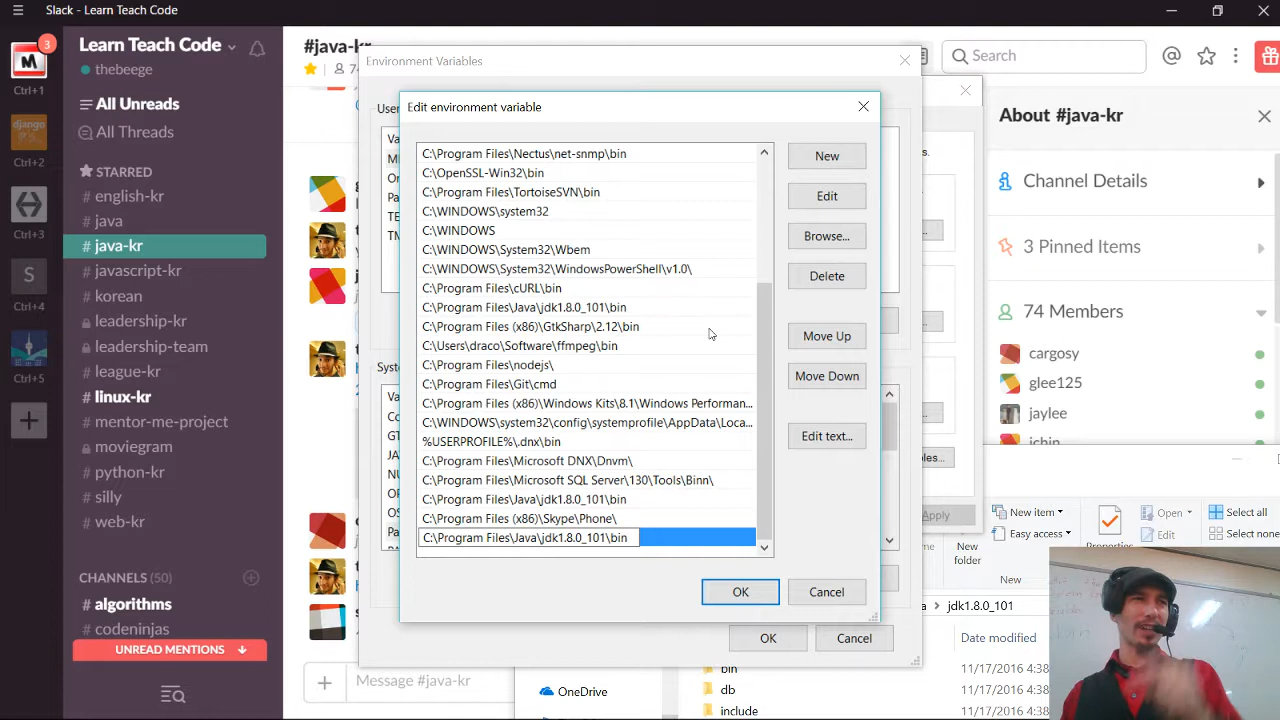 Slack - Learn Teach Code
3
M
Ctrl+1
django
Ctrl+2
Ctrl+3
S
Ctrl+4
Ctrl+5
Learn Teach Code
thebeege
All Unreads
All Threads
STARRED
# english-kr
# java
# java-kr
# javascript-kr
# korean
leadership-kr
leadership-team
# league-kr
# linux-kr
# mentor-me-project
# moviegram
# python-kr
# silly
# web-kr
CHANNELS (50)
# algorithms
# codeninjas
UNREAD MENTIONS
#java-kr
Message #java-kr
Environment Variables
Edit environment variable
C:\Program Files\Nectus\net-snmp\bin
C:\OpenSSL-Win32\bin
C:\Program Files\TortoiseSVN\bin
C:\WINDOWS\system32
C:\WINDOWS
C:\WINDOWS\System32\Wbem
C:\WINDOWS\System32\WindowsPowerShell\v1.0\
C:\Program Files\cURL\bin
C:\Program Files\Java\jdk1.8.0_101\bin
C:\Program Files (x86)\GtkSharp\2.12\bin
C:\Users\draco\Software\ffmpeg\bin
C:\Program Files\nodejs\
C:\Program Files\Git\cmd
C:\Program Files (x86)\Windows Kits\8.1\Windows Performan...
C:\WINDOWS\system32\config\systemprofile\AppData\Loca...
%USERPROFILE%\.dnx\bin
C:\Program Files\Microsoft DNX\Dnvm\
C:\Program Files\Microsoft SQL Server\130\Tools\Binn\
C:\Program Files\Java\jdk1.8.0_101\bin
C:\Program Files (x86)\Skype\Phone\
C:\Program Files\Java\jdk1.8.0_101\bin
New
Edit
Browse...
Delete
Move Up
Move Down
Edit text...
OK
Cancel
OK
Cancel
Search
About #java-kr
Channel Details
3 Pinned Items
74 Members
cargosy
glee125
jaylee
Apply
New item
Easy access
New
Folder
New
Open
Edit
Select all
Select none
jdk1.8.0_101
Date modified
11/17/2016 4:38
11/17/2016 4:38
11/17/2016 4:38
OneDrive
bin
db
include